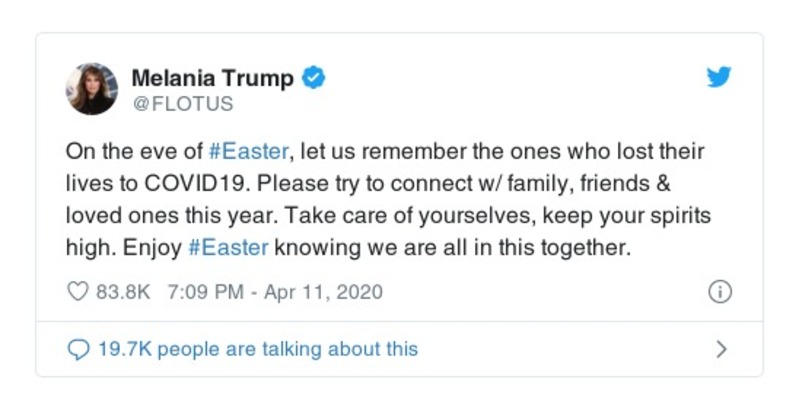 Melania Trump
@FLOTUS
On the eve of #Easter, let us remember the ones who lost their
lives to COVID19. Please try to connect w/ family, friends &
loved ones this year. Take care of yourselves, keep your spirits
high. Enjoy #Easter knowing we are all in this together.
83.8K 7:09 PM - Apr 11, 2020
19.7K people are talking about this